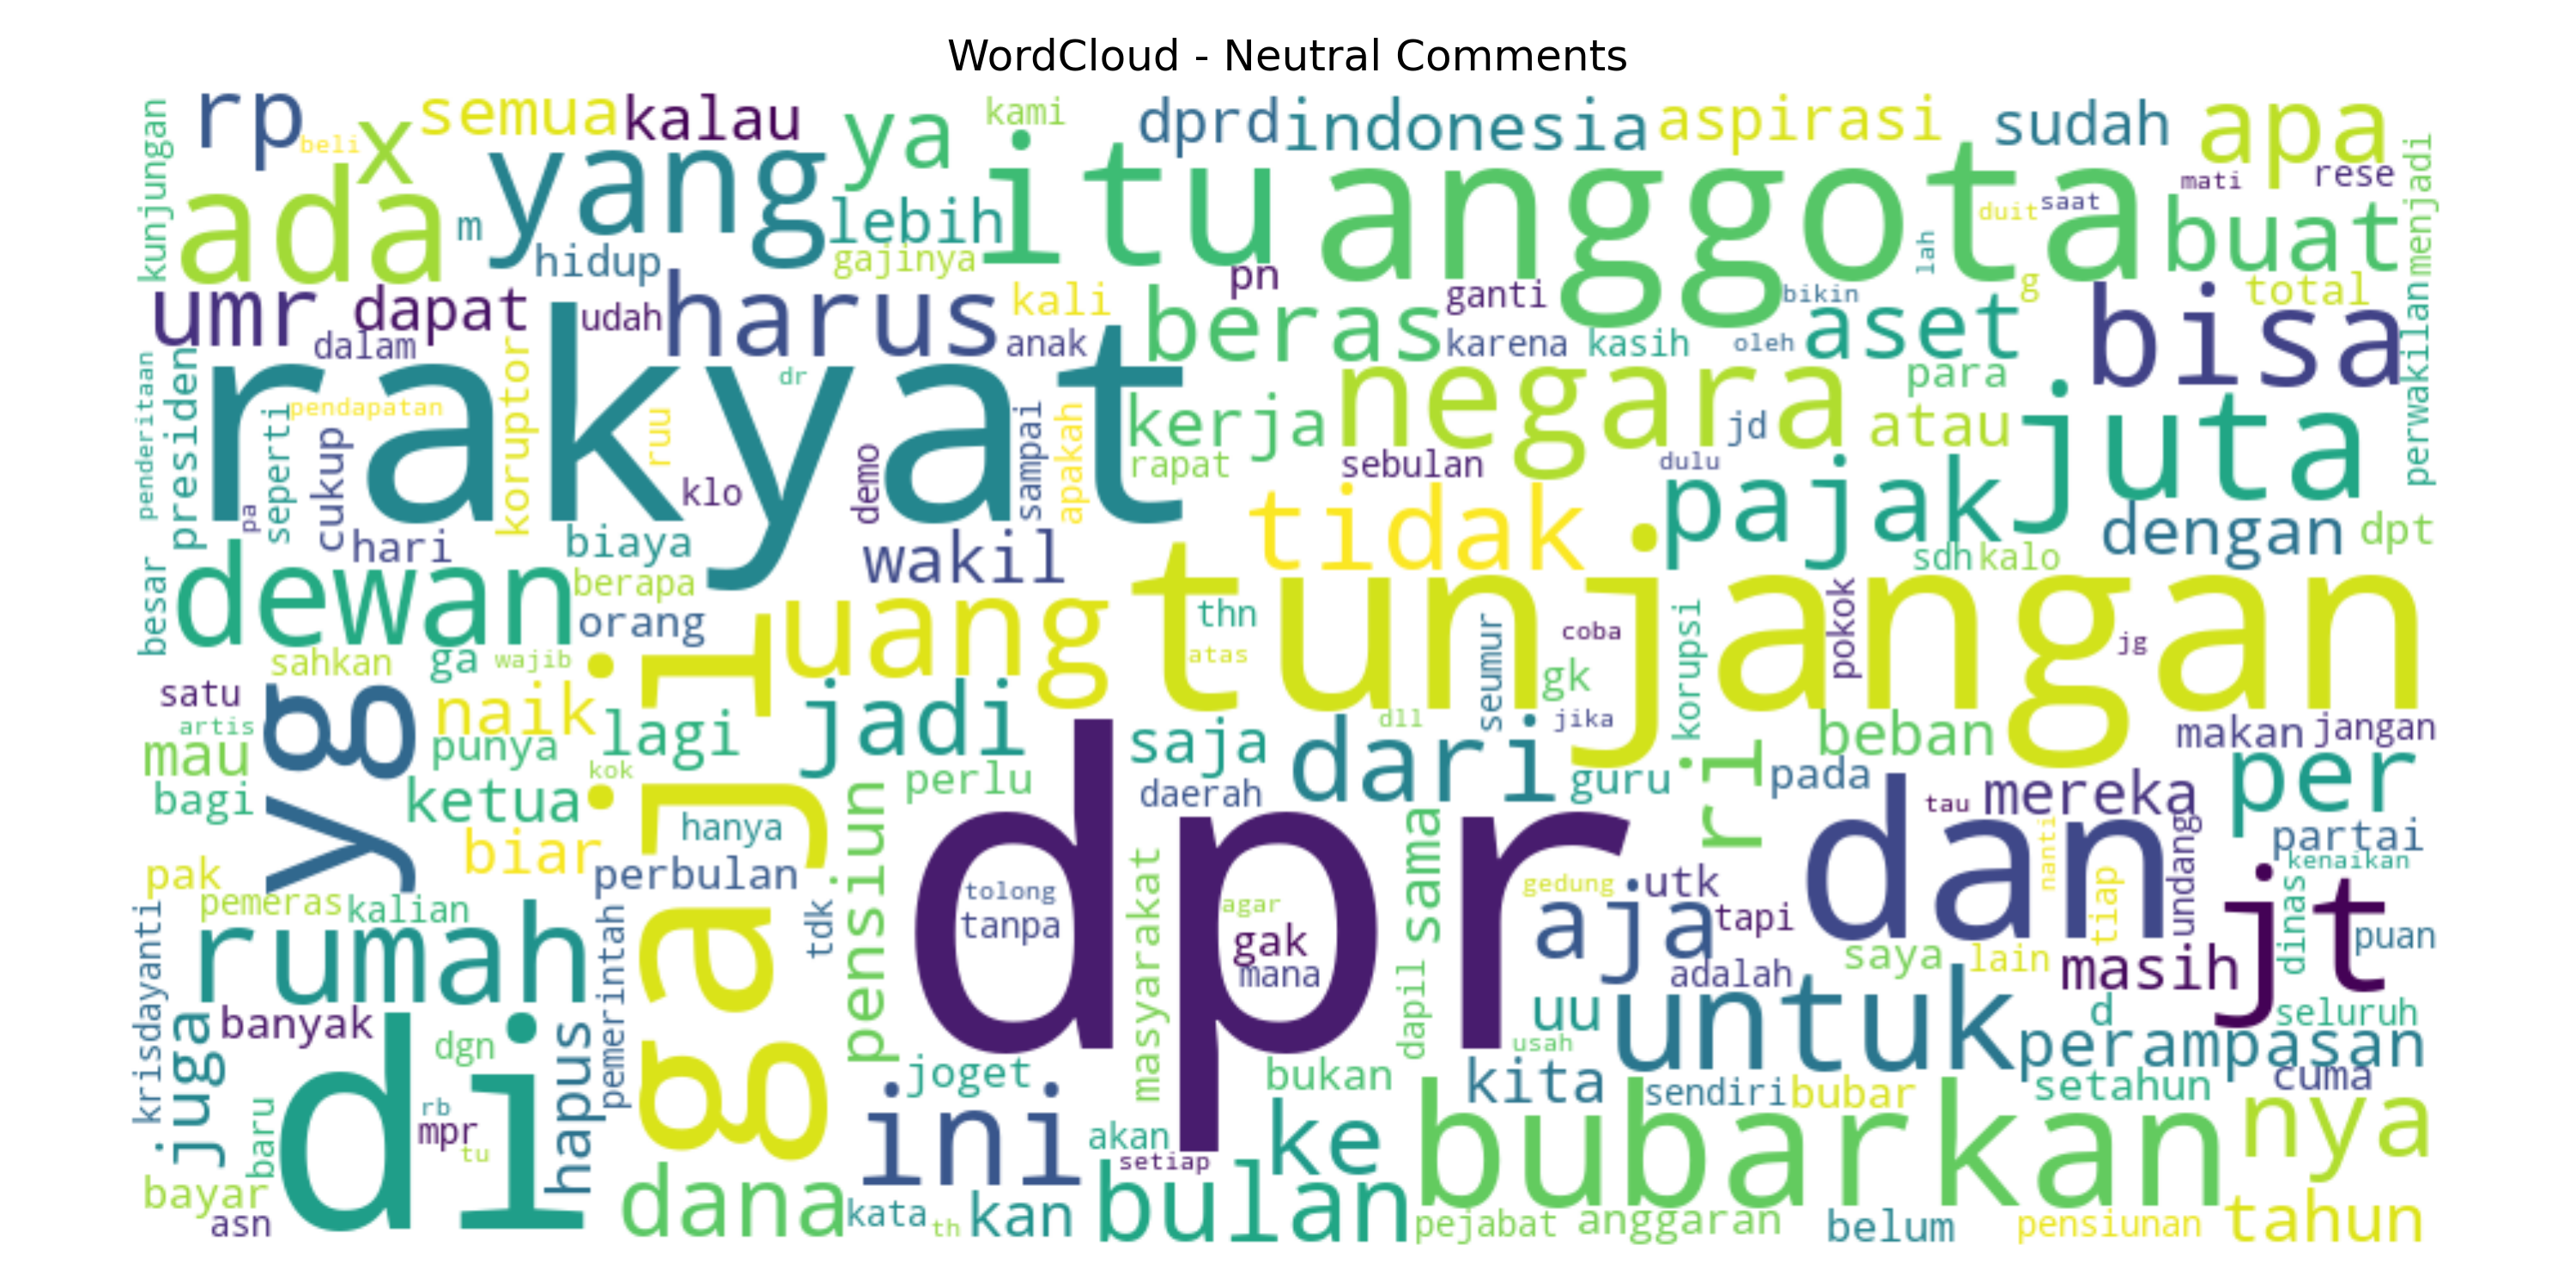 WordCloud - Neutral Comments
rp beli x semua kalau ya kami dprd indonesia aspirasi sudah apa
kunjungan ada m yang lebih itu anggota duit saat mati rese menjadi
hidup gajinya pn lah buat
umr dapat udah harus kali beras ganti bikin g total
dalam anak karena kasih oleh aset bisa
penderitaan presiden pendapatan rakyat dr negara para perwakilan
seperti cukup koruptor ruu klo demo sampai apakah kerja jd atau juta
pa rapat sebulan dulu
hari biaya wakil tidak pajak dengan dpt
sdh kalo
besar dewan berapa orang uang thn tunjangan pokok jg
sahkan ga wajib atas seumur coba gk korupsi
satu artis yg naik lagi jadi dll jika beban makan jangan
mau punya kok saja dari ri
bagi ketua gaji perlu daerah guru pada tau mereka per
biar hanya pensiun dpr sama dan nanti undang partai
pak perbulan tolong gedung utk kenaikan
pemeras kalian tdk tanpa masyarakat agar gak mana aja tapi tiap jt dinas puan
krisdayanti rumah pemerintah dapil adalah saya lain masih
juga banyak dgn hapus uu untuk d seluruh
joget usah perampasan
bukan kita sendiri bubar setahun cuma
baru di rb mpr tu ini akan ke bubarkan nya
setiap
bayar asn dana kata th kan bulan pejabat anggaran belum pensiunan tahun